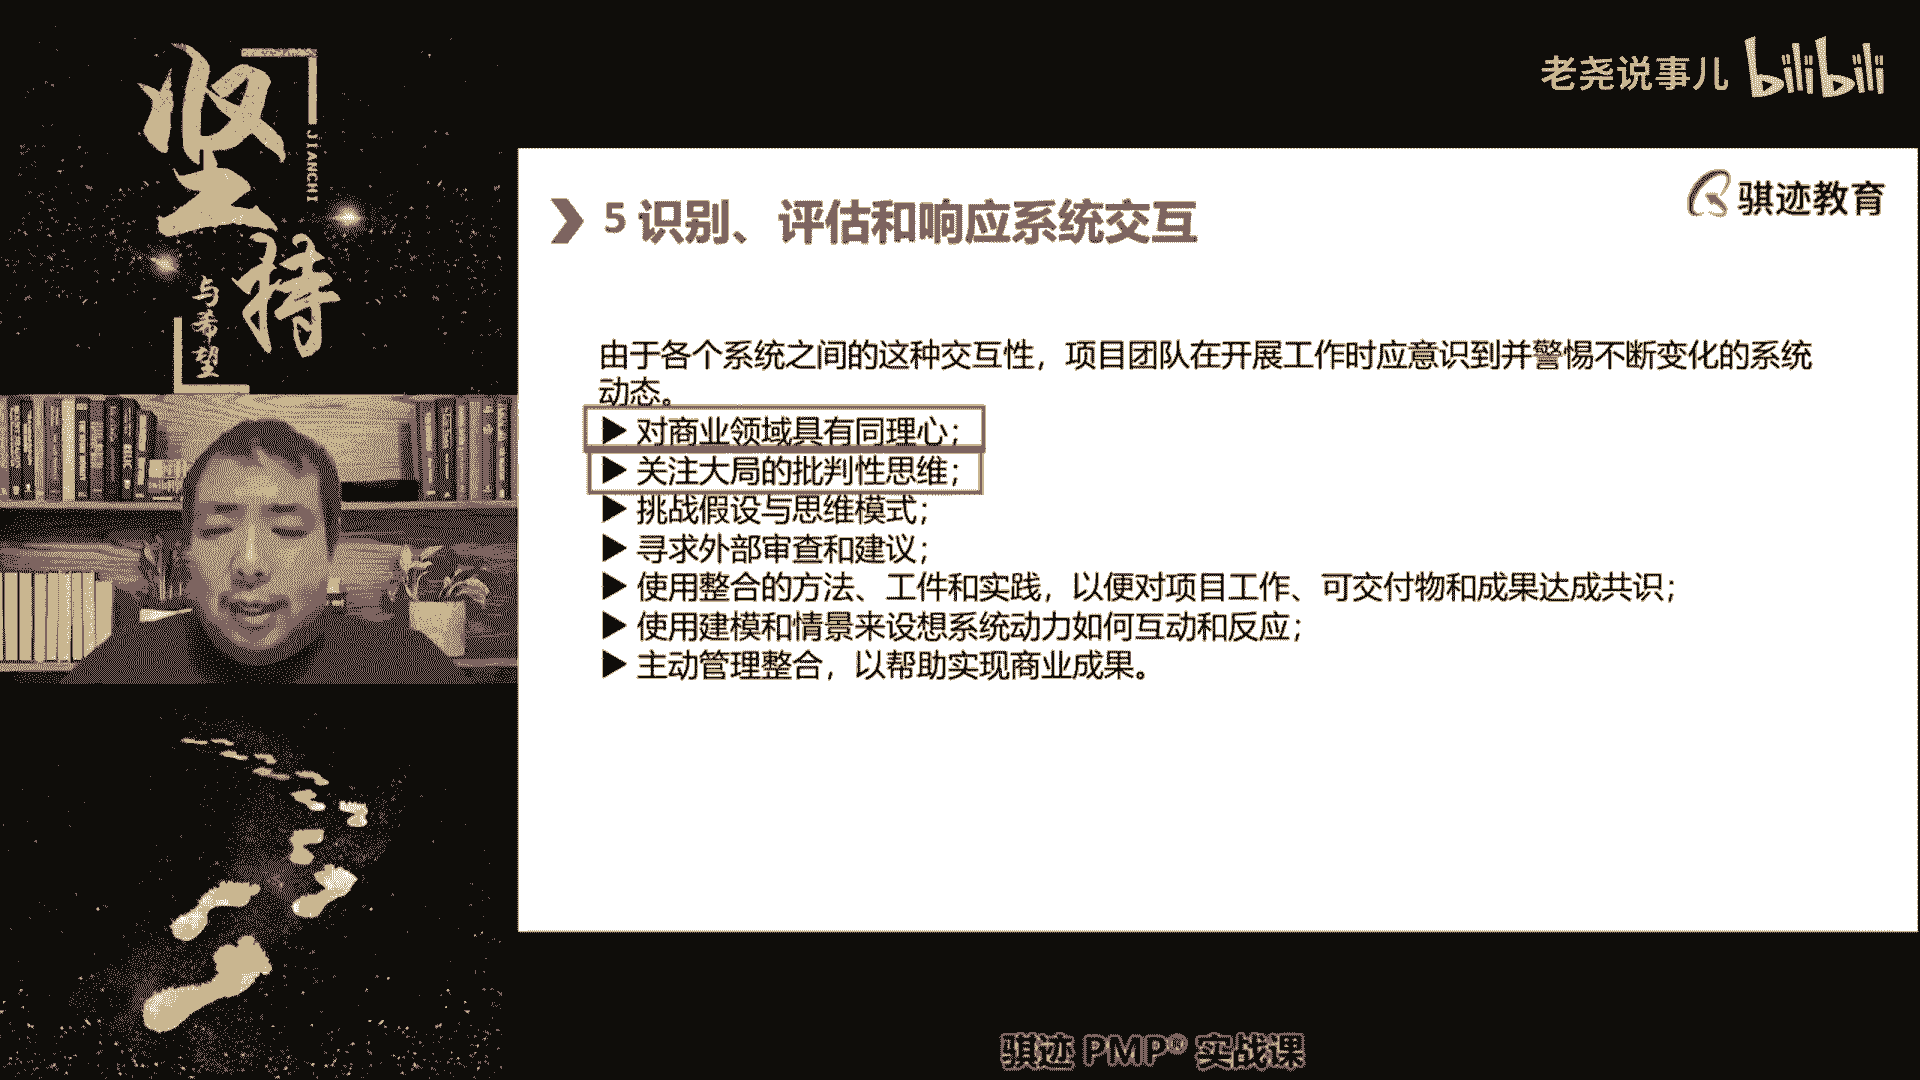 坚持
JIANCHI
与希望
老尧说事儿 bilibili
骐迹教育
5 识别、评估和响应系统交互
由于各个系统之间的这种交互性，项目团队在开展工作时应意识到并警惕不断变化的系统
动态。
▶ 对商业领域具有同理心；
▶ 关注大局的批判性思维；
▶ 挑战假设与思维模式；
▶ 寻求外部审查和建议；
▶ 使用整合的方法、工件和实践，以便对项目工作、可交付物和成果达成共识；
▶ 使用建模和情景来设想系统动力如何互动和反应；
▶ 主动管理整合，以帮助实现商业成果。
骐迹 PMP® 实战课